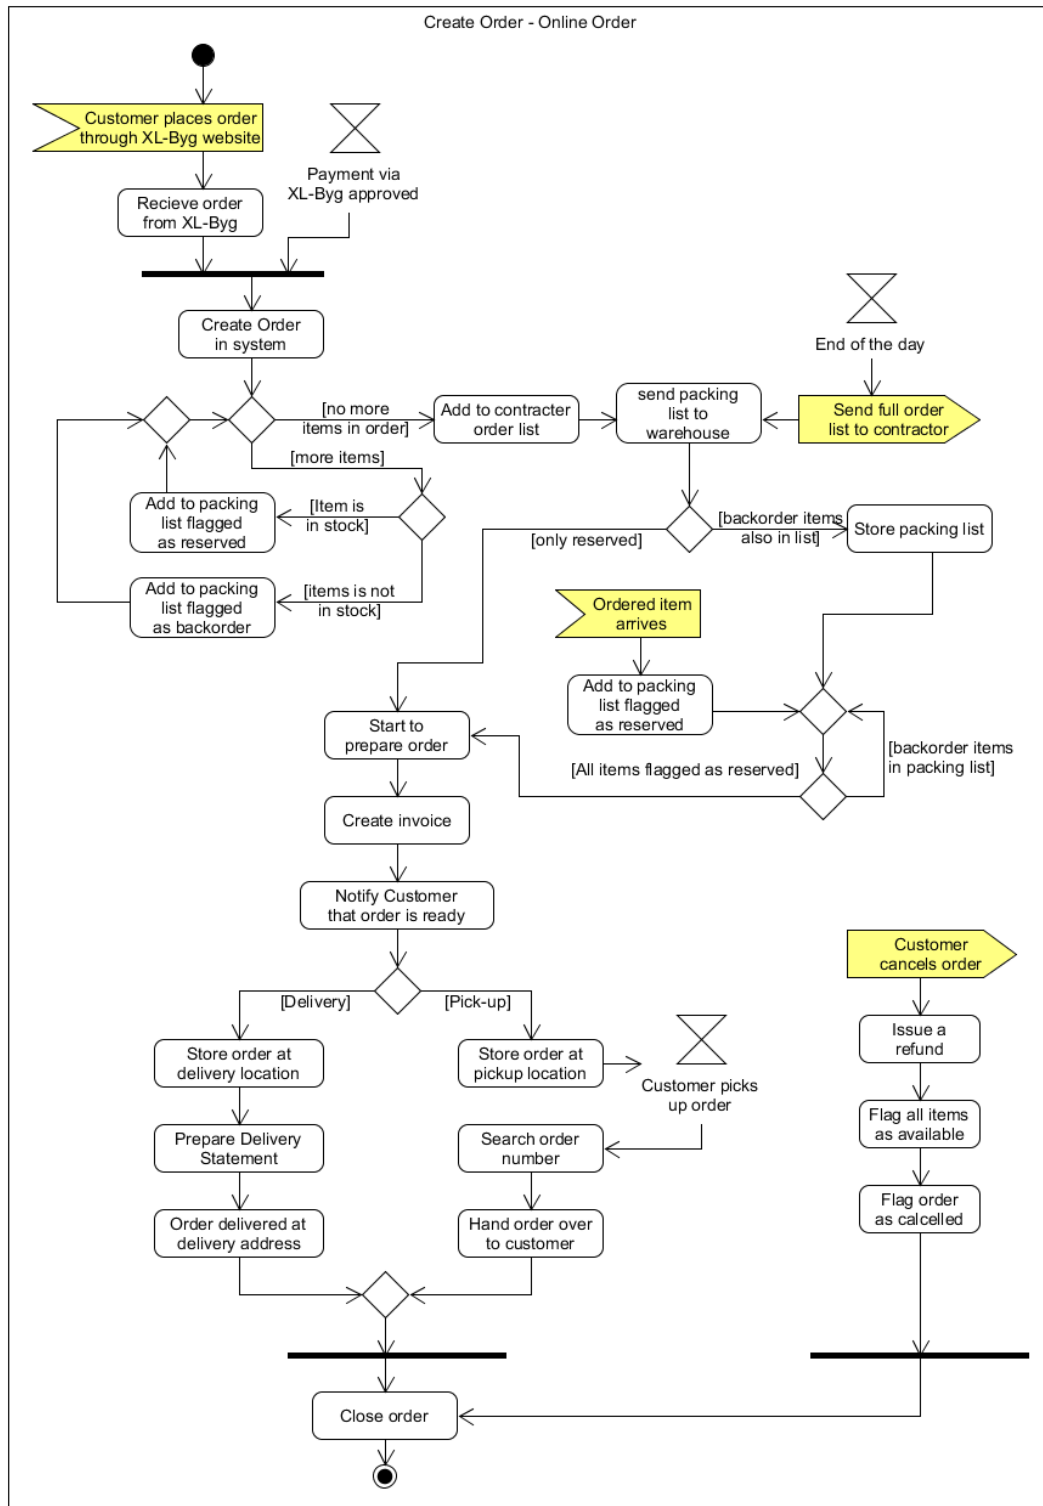 Create Order - Online Order
Customer places order
through XL-Byg website
Payment via
XL-Byg approved
Recieve order
from XL-Byg
Create Order
in system
End of the day
[no more
items in order]
Add to contracter
order list
send packing
list to
warehouse
Send full order
list to contractor
[more items]
Add to packing
list flagged
as reserved
[Item is
in stock]
[only reserved]
[backorder items
also in list]
Store packing list
Add to packing
list flagged
as backorder
[items is not
in stock]
Ordered item
arrives
Add to packing
list flagged
as reserved
Start to
prepare order
[All items flagged as reserved]
[backorder items
in packing list]
Create invoice
Notify Customer
that order is ready
Customer
cancels order
[Delivery]
[Pick-up]
Issue a
refund
Store order at
delivery location
Store order at
pickup location
Customer picks
up order
Flag all items
as available
Prepare Delivery
Statement
Search order
number
Flag order
as calcelled
Order delivered at
delivery address
Hand order over
to customer
Close order